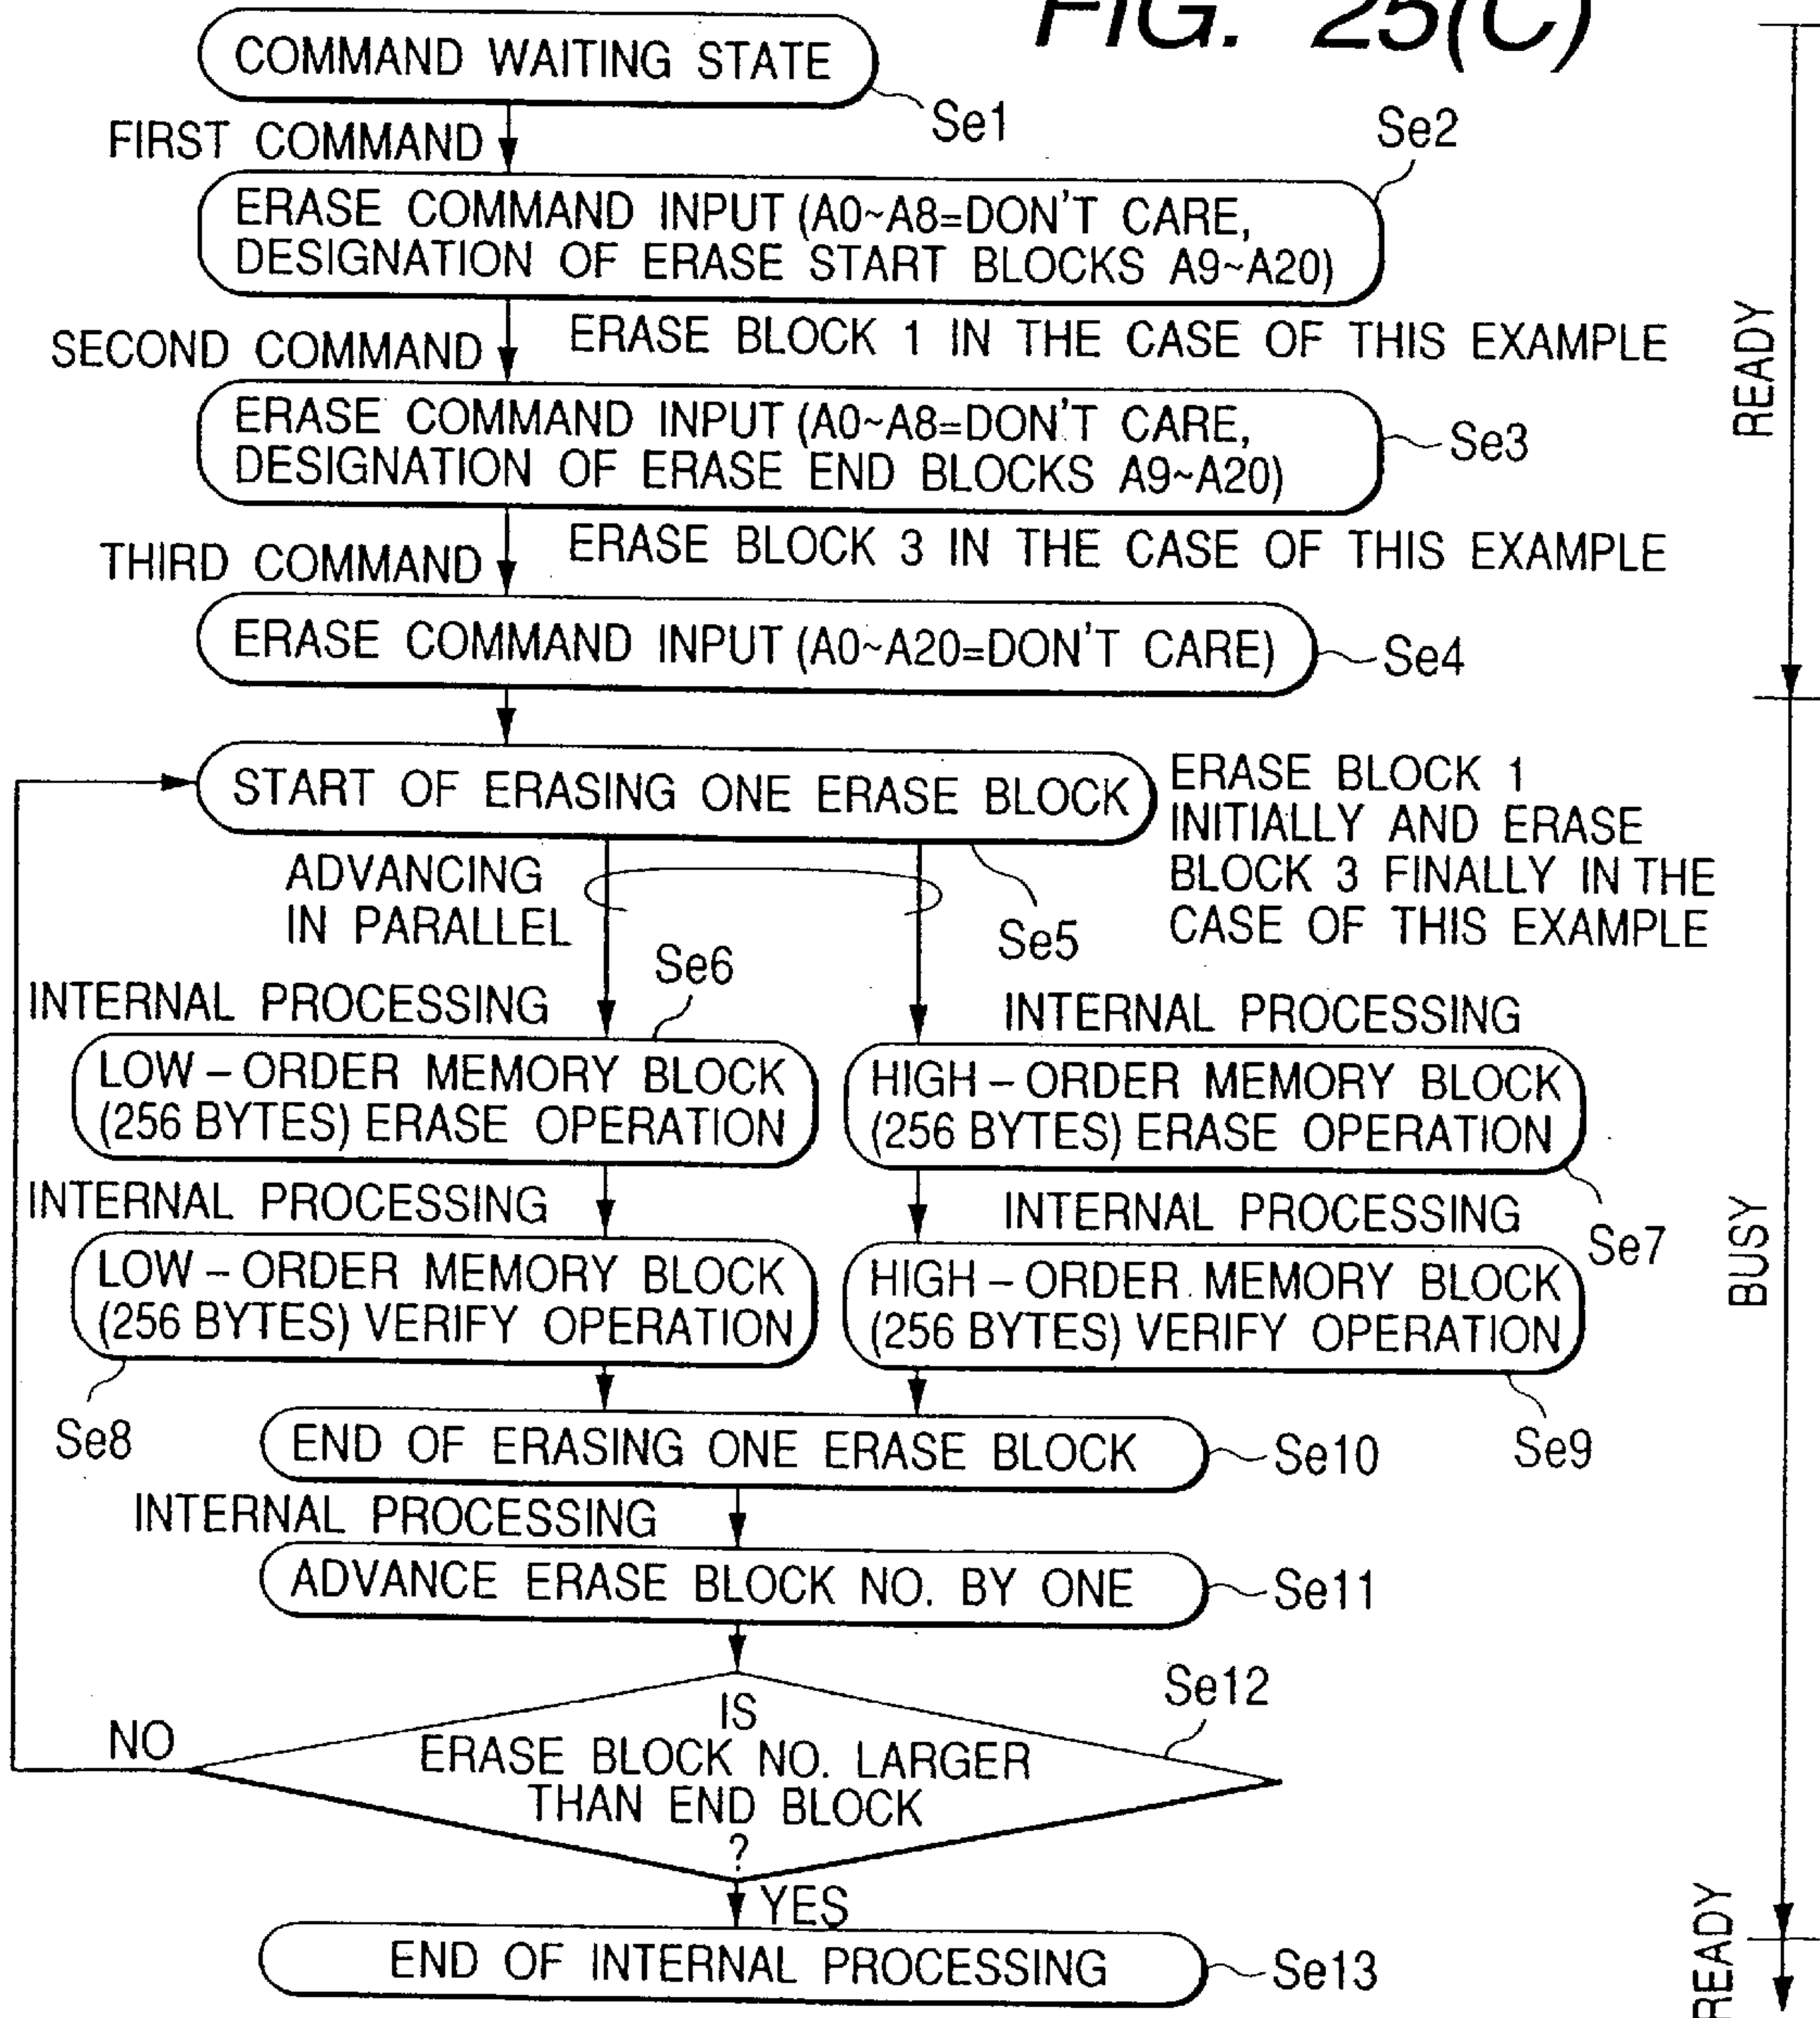 FIG. 25(C)
COMMAND WAITING STATE
Se1
FIRST COMMAND
Se2
ERASE COMMAND INPUT (A0~A8=DON'T CARE,
DESIGNATION OF ERASE START BLOCKS A9~A20)
SECOND COMMAND
ERASE BLOCK 1 IN THE CASE OF THIS EXAMPLE
READY
ERASE COMMAND INPUT (A0~A8=DON'T CARE,
DESIGNATION OF ERASE END BLOCKS A9~A20)
Se3
THIRD COMMAND
ERASE BLOCK 3 IN THE CASE OF THIS EXAMPLE
ERASE COMMAND INPUT (A0~A20=DON'T CARE)
Se4
START OF ERASING ONE ERASE BLOCK
ERASE BLOCK 1
INITIALLY AND ERASE
BLOCK 3 FINALLY IN THE
CASE OF THIS EXAMPLE
ADVANCING
IN PARALLEL
Se5
Se6
INTERNAL PROCESSING
INTERNAL PROCESSING
LOW-ORDER MEMORY BLOCK
(256 BYTES) ERASE OPERATION
HIGH-ORDER MEMORY BLOCK
(256 BYTES) ERASE OPERATION
INTERNAL PROCESSING
INTERNAL PROCESSING
Se7
BUSY
LOW-ORDER MEMORY BLOCK
(256 BYTES) VERIFY OPERATION
HIGH-ORDER MEMORY BLOCK
(256 BYTES) VERIFY OPERATION
Se8
END OF ERASING ONE ERASE BLOCK
Se10
Se9
INTERNAL PROCESSING
ADVANCE ERASE BLOCK NO. BY ONE
Se11
Se12
NO
IS
ERASE BLOCK NO. LARGER
THAN END BLOCK
?
YES
END OF INTERNAL PROCESSING
Se13
READY